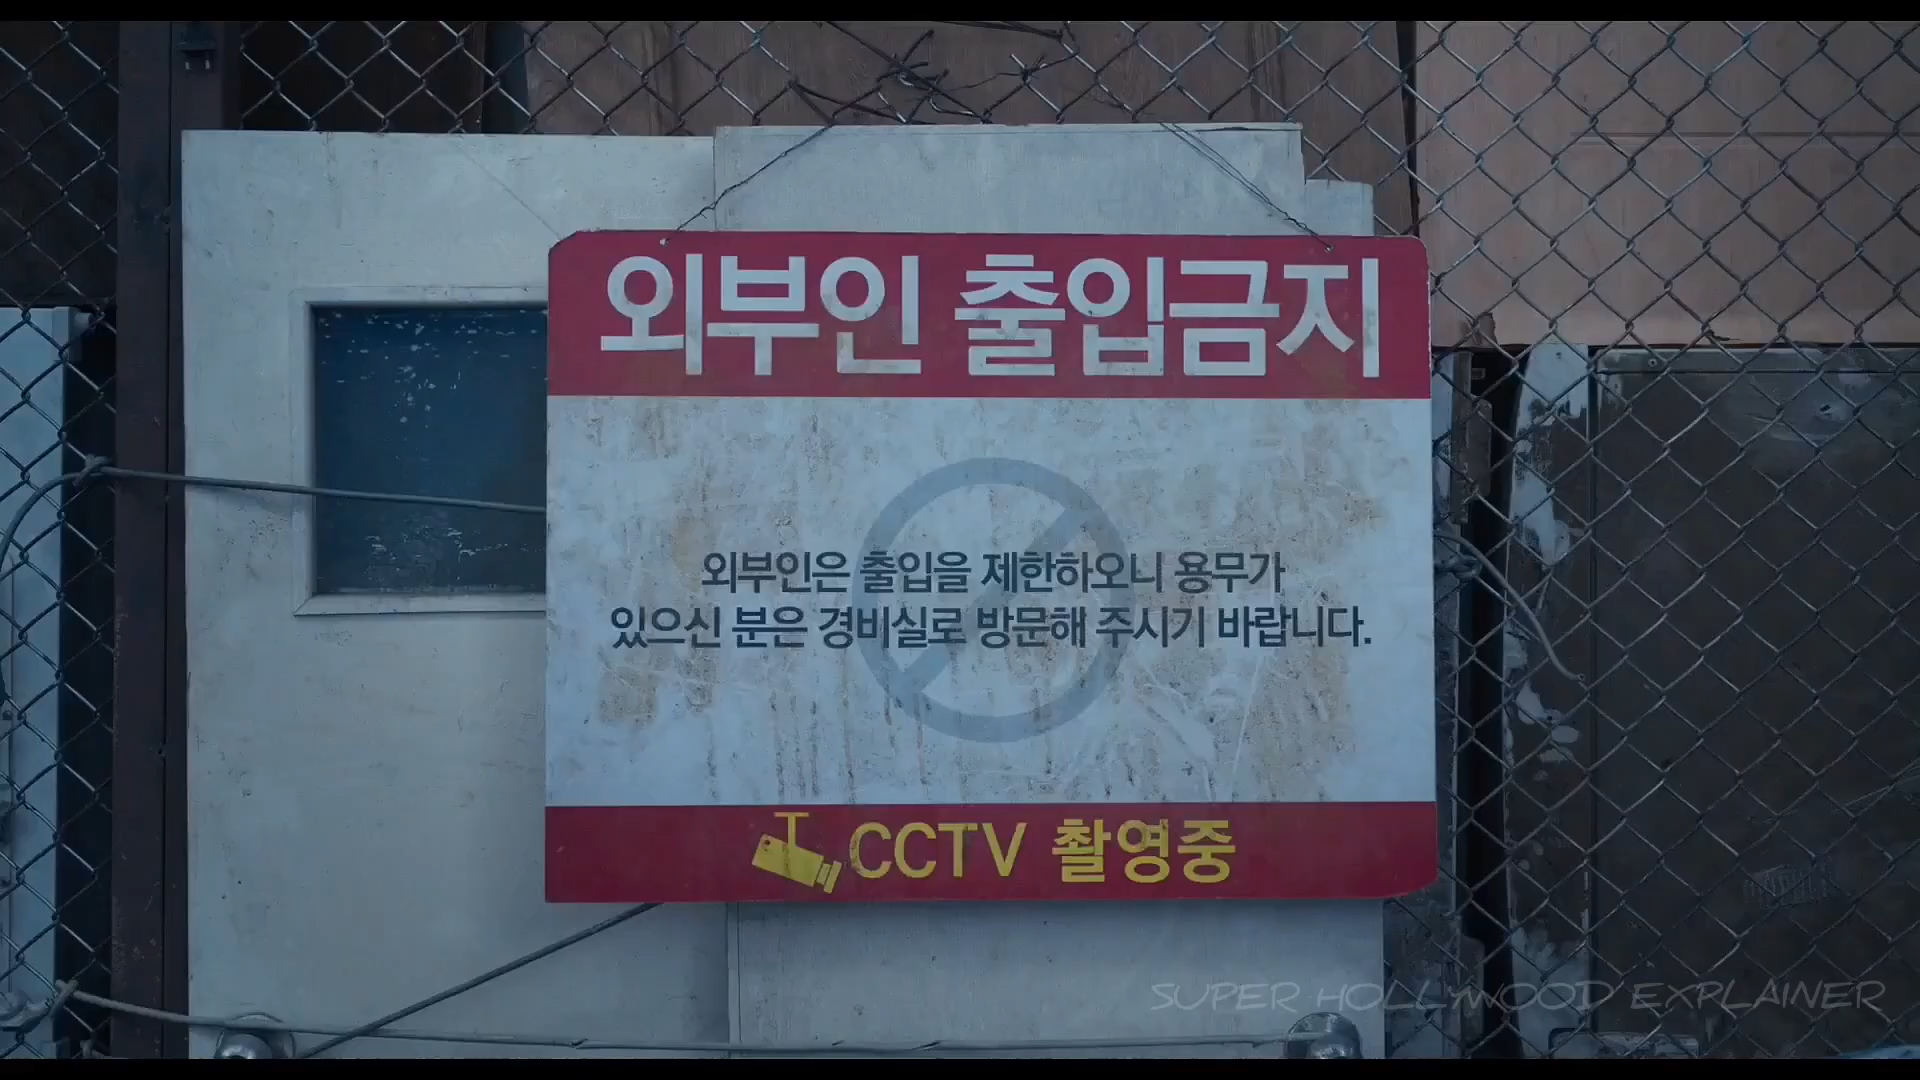 외부인 출입금지
외부인은 출입을 제한하오니 용무가
있으신 분은 경비실로 방문해 주시기 바랍니다.
CCTV 촬영중
SUPER HOLLYWOOD EXPLAINER